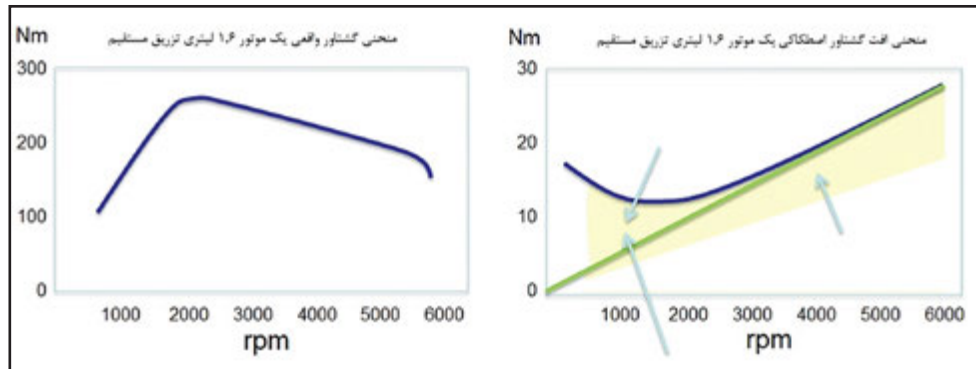 Nm
منحنی گشتاور واقعی یک موتور ۱,۶ لیتری تزریق مستقیم
300
200
100
0
1000 2000 3000 4000 5000 6000
rpm
Nm
منحنی افت گشتاور اصطکاکی یک موتور ۱,۶ لیتری تزریق مستقیم
30
20
10
0
1000 2000 3000 4000 5000 6000
rpm